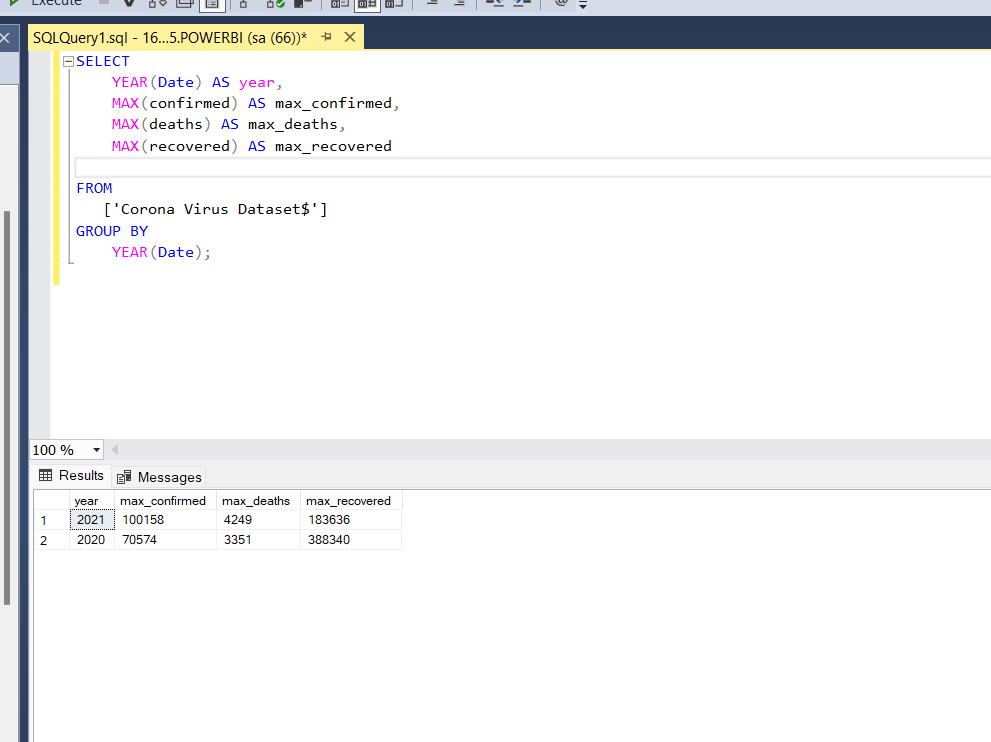 Execute
SQLQuery1.sql - 16...5.POWERBI (sa (66))*
SELECT
YEAR(Date) AS year,
MAX(confirmed) AS max_confirmed,
MAX(deaths) AS max_deaths,
MAX(recovered) AS max_recovered
FROM
['Corona Virus Dataset$']
GROUP BY
YEAR(Date);
100 %
Results Messages
year max_confirmed max_deaths max_recovered
1 2021 100158 4249 183636
2 2020 70574 3351 388340